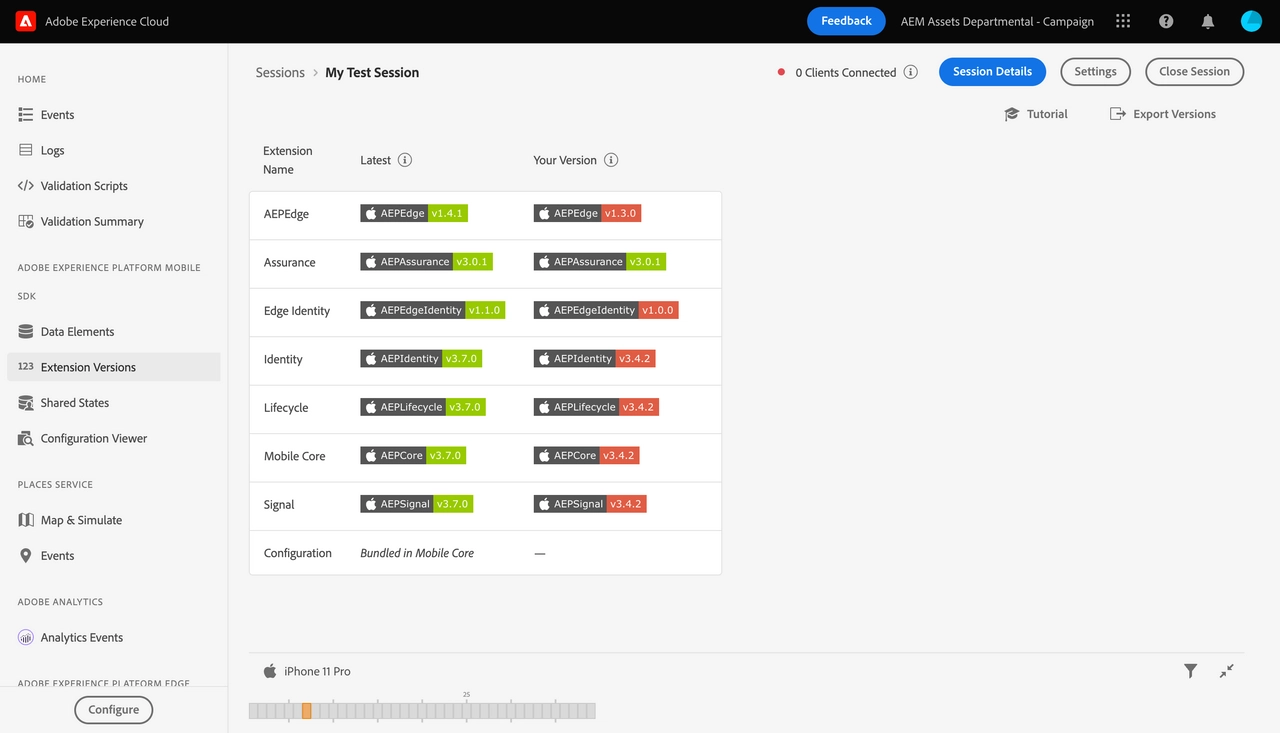 Adobe Experience Cloud
Feedback
AEM Assets Departmental - Campaign
HOME
Events
Logs
Validation Scripts
Validation Summary
ADOBE EXPERIENCE PLATFORM MOBILE
SDK
Data Elements
123 Extension Versions
Shared States
Configuration Viewer
PLACES SERVICE
Map & Simulate
Events
ADOBE ANALYTICS
Analytics Events
ADOBE EXPERIENCE PLATFORM EDGE
Configure
Sessions > My Test Session
0 Clients Connected
Session Details
Settings
Close Session
Tutorial
Export Versions
Extension
Name
Latest
Your Version
AEPEdge AEPEdge v1.4.1 AEPEdge v1.3.0
Assurance AEPAssurance v3.0.1 AEPAssurance v3.0.1
Edge Identity AEPEdgeIdentity v1.1.0 AEPEdgeIdentity v1.0.0
Identity AEPIdentity v3.7.0 AEPIdentity v3.4.2
Lifecycle AEPLifecycle v3.7.0 AEPLifecycle v3.4.2
Mobile Core AEPCore v3.7.0 AEPCore v3.4.2
Signal AEPSignal v3.7.0 AEPSignal v3.4.2
Configuration Bundled in Mobile Core —
iPhone 11 Pro
25